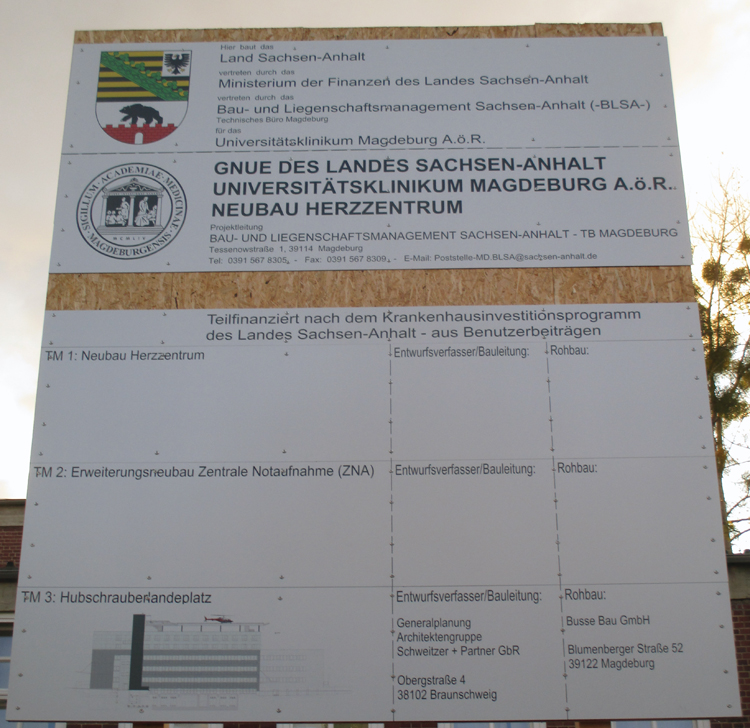 Hier baut das
Land Sachsen-Anhalt
vertreten durch das
Ministerium der Finanzen des Landes Sachsen-Anhalt
vertreten durch das
Bau- und Liegenschaftsmanagement Sachsen-Anhalt (-BLSA-)
Technisches Büro Magdeburg
für das
Universitätsklinikum Magdeburg A.ö.R.
SIGILLUM ACADEMIAE MEDICINAE MAGDEBURGENSIS
MCMLIV
GNUE DES LANDES SACHSEN-ANHALT
UNIVERSITÄTSKLINIKUM MAGDEBURG A.ö.R.
NEUBAU HERZZENTRUM
Projektleitung
BAU- UND LIEGENSCHAFTSMANAGEMENT SACHSEN-ANHALT - TB MAGDEBURG
Tessenowstraße 1, 39114 Magdeburg
Tel: 0391 567 8305, - Fax: 0391 567 8309, - E-Mail: Poststelle-MD.BLSA@sachsen-anhalt.de
Teilfinanziert nach dem Krankenhausinvestitionsprogramm
des Landes Sachsen-Anhalt - aus Benutzerbeiträgen
TM 1: Neubau Herzzentrum
Entwurfsverfasser/Bauleitung:
Rohbau:
TM 2: Erweiterungsneubau Zentrale Notaufnahme (ZNA)
Entwurfsverfasser/Bauleitung:
Rohbau:
TM 3: Hubschrauberlandeplatz
Entwurfsverfasser/Bauleitung:
Generalplanung
Architektengruppe
Schweitzer + Partner GbR
Obergstraße 4
38102 Braunschweig
Rohbau:
Busse Bau GmbH
Blumenberger Straße 52
39122 Magdeburg